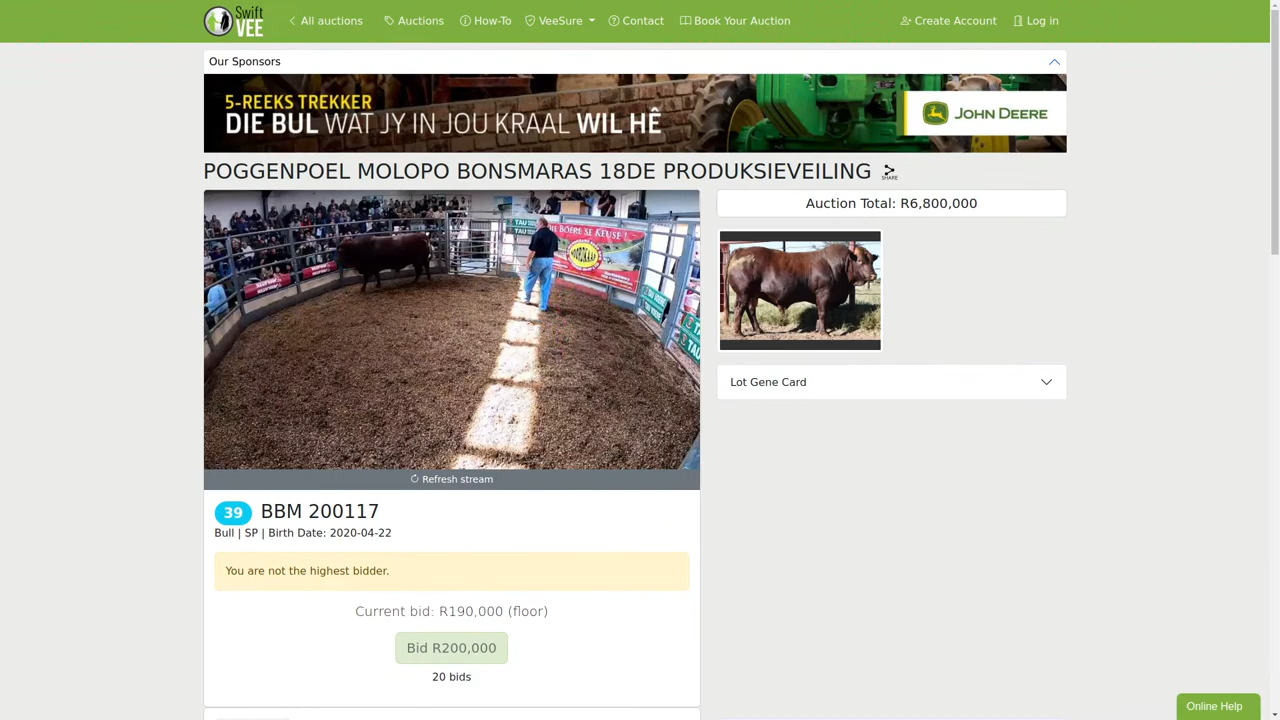 Swift VEE
All auctions
Auctions
How-To
VeeSure
Contact
Book Your Auction
Create Account
Log in
Our Sponsors
5-REEKS TREKKER
DIE BUL WAT JY IN JOU KRAAL WIL HÊ
JOHN DEERE
POGGENPOEL MOLOPO BONSMARAS 18DE PRODUKSIEVEILING
SHARE
Auction Total: R6,800,000
Lot Gene Card
Refresh stream
39 BBM 200117
Bull | SP | Birth Date: 2020-04-22
You are not the highest bidder.
Current bid: R190,000 (floor)
Bid R200,000
20 bids
Online Help